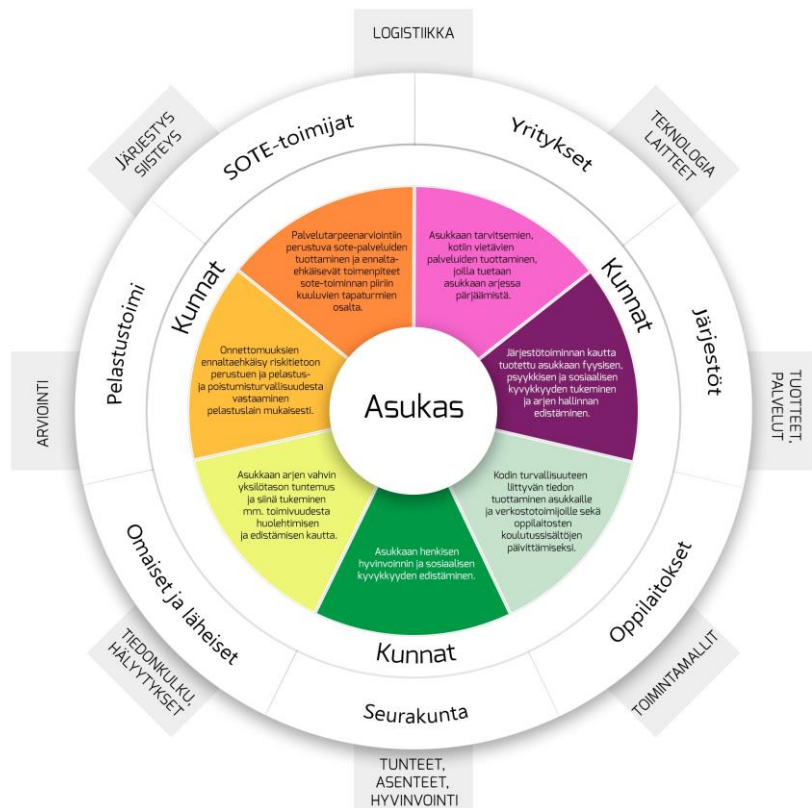 LOGISTIIKKA
JÄRJESTYS
SIISTEYS
TEKNOLOGIA
LAITTEET
SOTE-toimijat
Yritykset
Kunnat
Kunnat
Palvelutarpeenarviointiin
perustuva sote-palveluiden
tuottaminen ja ennalta-
ehkäisevät toimenpiteet
sote-toiminnan piiriin
kuuluvien tapaturmien
osalta.
Asukkaan tarvitsemien,
kotiin vietävien
palveluiden tuottaminen,
joilla tuetaan
asukkaan arjessa
pärjäämistä.
Pelastustoimi
Järjestöt
Onnettomuuksien
ennaltaehkäisy riskitietoon
perustuen ja pelastus-
ja poistumisturvallisuudesta
vastaaminen
pelastuslain mukaisesti.
Järjestötoiminnan kautta
tuotettu asukkaan fyysisen,
psyykkisen ja sosiaalisen
kyvykkyyden tukeminen
ja arjen hallinnan
edistäminen.
ARVIOINTI
Asukas
TUOTTEET,
PALVELUT
Asukkaan arjen vahvin
yksilötason tuntemus
ja siinä tukeminen
mm. toimivuudesta
huolehtimisen
ja edistämisen kautta.
Kodin turvallisuuteen
liittyvän tiedon
tuottaminen asukkaille
ja verkostotoimijoille sekä
oppilaitosten
koulutussisältöjen
päivittämiseksi.
Asukkaan henkisen
hyvinvoinnin ja sosiaalisen
kyvykkyyden edistäminen.
Omaiset ja läheiset
Oppilaitokset
Kunnat
TIEDONKULKU,
HÄLYYTYKSET
TOIMINTAMALLIT
Seurakunta
TUNTEET,
ASENTEET,
HYVINVOINTI